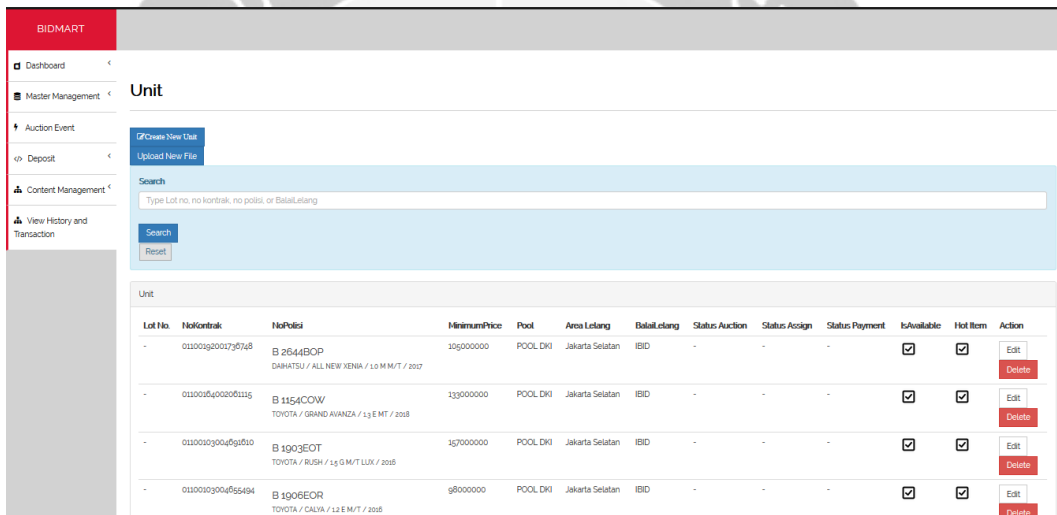 BIDMART
Dashboard
Master Management
Auction Event
Deposit
Content Management
View History and
Transaction
Unit
Create New Unit
Upload New File
Search
Type Lot no, no kontrak, no polisi, or BalaiLelang
Search
Reset
Unit
Lot No. NoKontrak NoPolisi MinimumPrice Pool Area Lelang BalaiLelang Status Auction Status Assign Status Payment IsAvailable Hot Item Action
- 01100192001736748 B 2644BOP 105000000 POOL DKI Jakarta Selatan IBID - - - Edit
DAIHATSU / ALL NEW XENIA / 1.0 M M/T / 2017 Delete
- 01100164002061115 B 1154COW 133000000 POOL DKI Jakarta Selatan IBID - - - Edit
TOYOTA / GRAND AVANZA / 1.3 E MT / 2018 Delete
- 01100103004691610 B 1903EOT 157000000 POOL DKI Jakarta Selatan IBID - - - Edit
TOYOTA / RUSH / 1.5 G M/T LUX / 2016 Delete
- 01100103004655494 B 1906EOR 98000000 POOL DKI Jakarta Selatan IBID - - - Edit
TOYOTA / CALYA / 1.2 E M/T / 2016 Delete